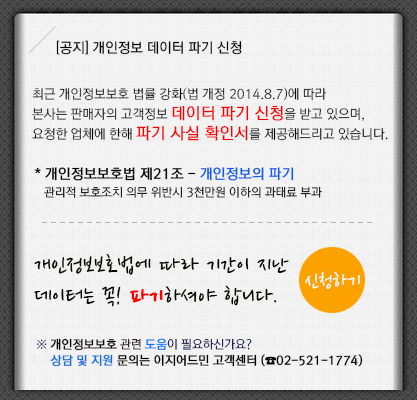 [공지] 개인정보 데이터 파기 신청
최근 개인정보보호 법률 강화(법 개정 2014.8.7)에 따라
본사는 판매자의 고객정보 데이터 파기 신청을 받고 있으며,
요청한 업체에 한해 파기 사실 확인서를 제공해드리고 있습니다.
* 개인정보보호법 제21조 - 개인정보의 파기
관리적 보호조치 의무 위반시 3천만원 이하의 과태료 부과
개인정보보호법에 따라 기간이 지난
데이터는 꼭! 파기하셔야 합니다.
신청하기
※ 개인정보보호 관련 도움이 필요하신가요?
상담 및 지원 문의는 이지어드민 고객센터 (☎02-521-1774)